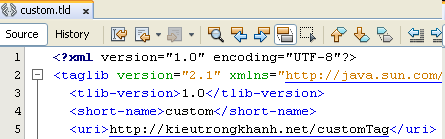 custom.tld
Source History
1 <?xml version="1.0" encoding="UTF-8"?>
2 <taglib version="2.1" xmlns="http://java.sun.com/
3 <tlib-version>1.0</tlib-version>
4 <short-name>custom</short-name>
5 <uri>http://kieutrongkhanh.net/customTag</uri>